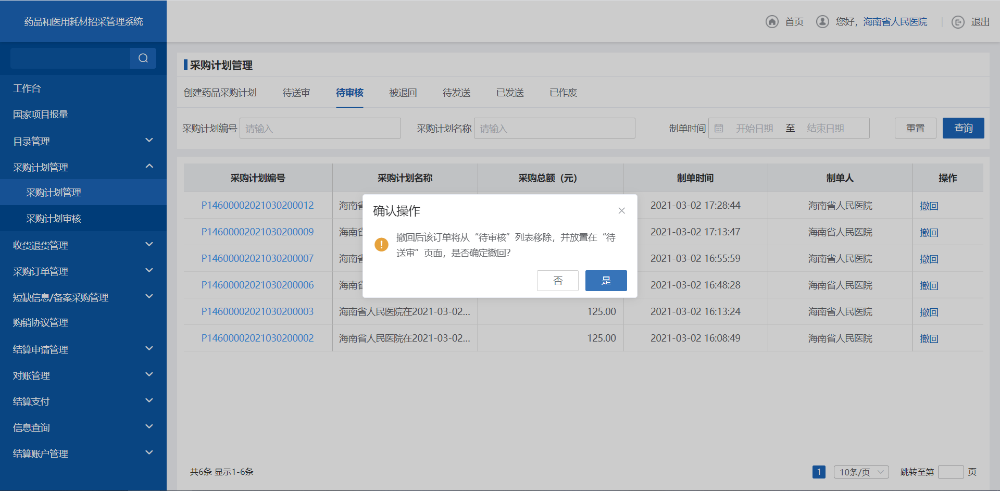 药品和医用耗材招采管理系统
首页 您好，海南省人民医院 退出
工作台
国家项目报量
目录管理
采购计划管理
采购计划管理
采购计划审核
收货退货管理
采购订单管理
短缺信息/备案采购管理
购销协议管理
结算申请管理
对账管理
结算支付
信息查询
结算账户管理
采购计划管理
创建药品采购计划 待送审 待审核 被退回 待发送 已发送 已作废
采购计划编号 请输入 采购计划名称 请输入 制单时间 开始日期 至 结束日期 重置 查询
采购计划编号 采购计划名称 采购总额（元） 制单时间 制单人 操作
P14600002021030200012 海南省 2021-03-02 17:28:44 海南省人民医院 撤回
P14600002021030200009 海南省 2021-03-02 17:13:47 海南省人民医院 撤回
P14600002021030200007 海南省 2021-03-02 16:55:59 海南省人民医院 撤回
P14600002021030200006 海南省 2021-03-02 16:48:28 海南省人民医院 撤回
P14600002021030200003 海南省人民医院在2021-03-02... 125.00 2021-03-02 16:13:24 海南省人民医院 撤回
P14600002021030200002 海南省人民医院在2021-03-02... 125.00 2021-03-02 16:08:49 海南省人民医院 撤回
确认操作
撤回后该订单将从“待审核”列表移除，并放置在“待
送审”页面，是否确定撤回?
否 是
共6条 显示1-6条 1 10条/页 跳转至第 页